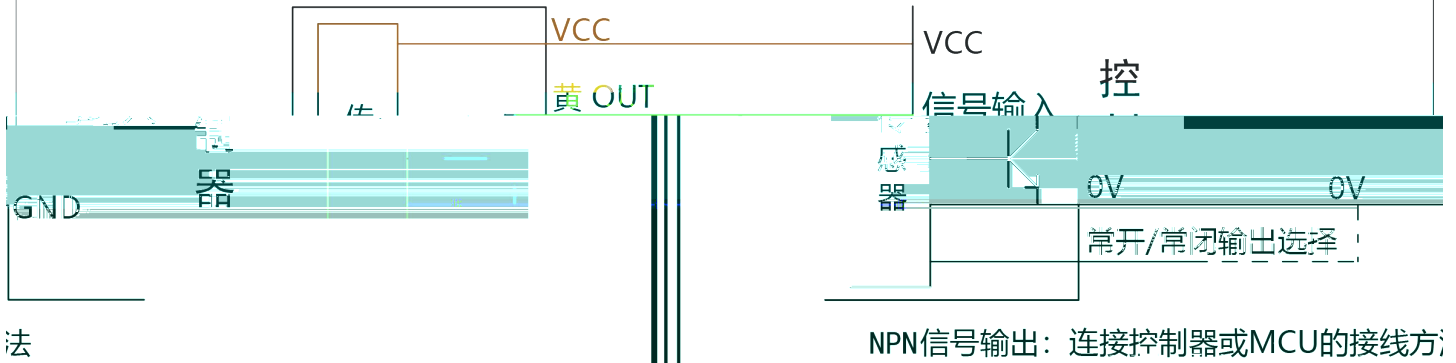 VCC
VCC
控
黄 OUT
信号输入
感
器
器
0V
0V
GND
常开/常闭输出选择
法
NPN信号输出：连接控制器或MCU的接线方